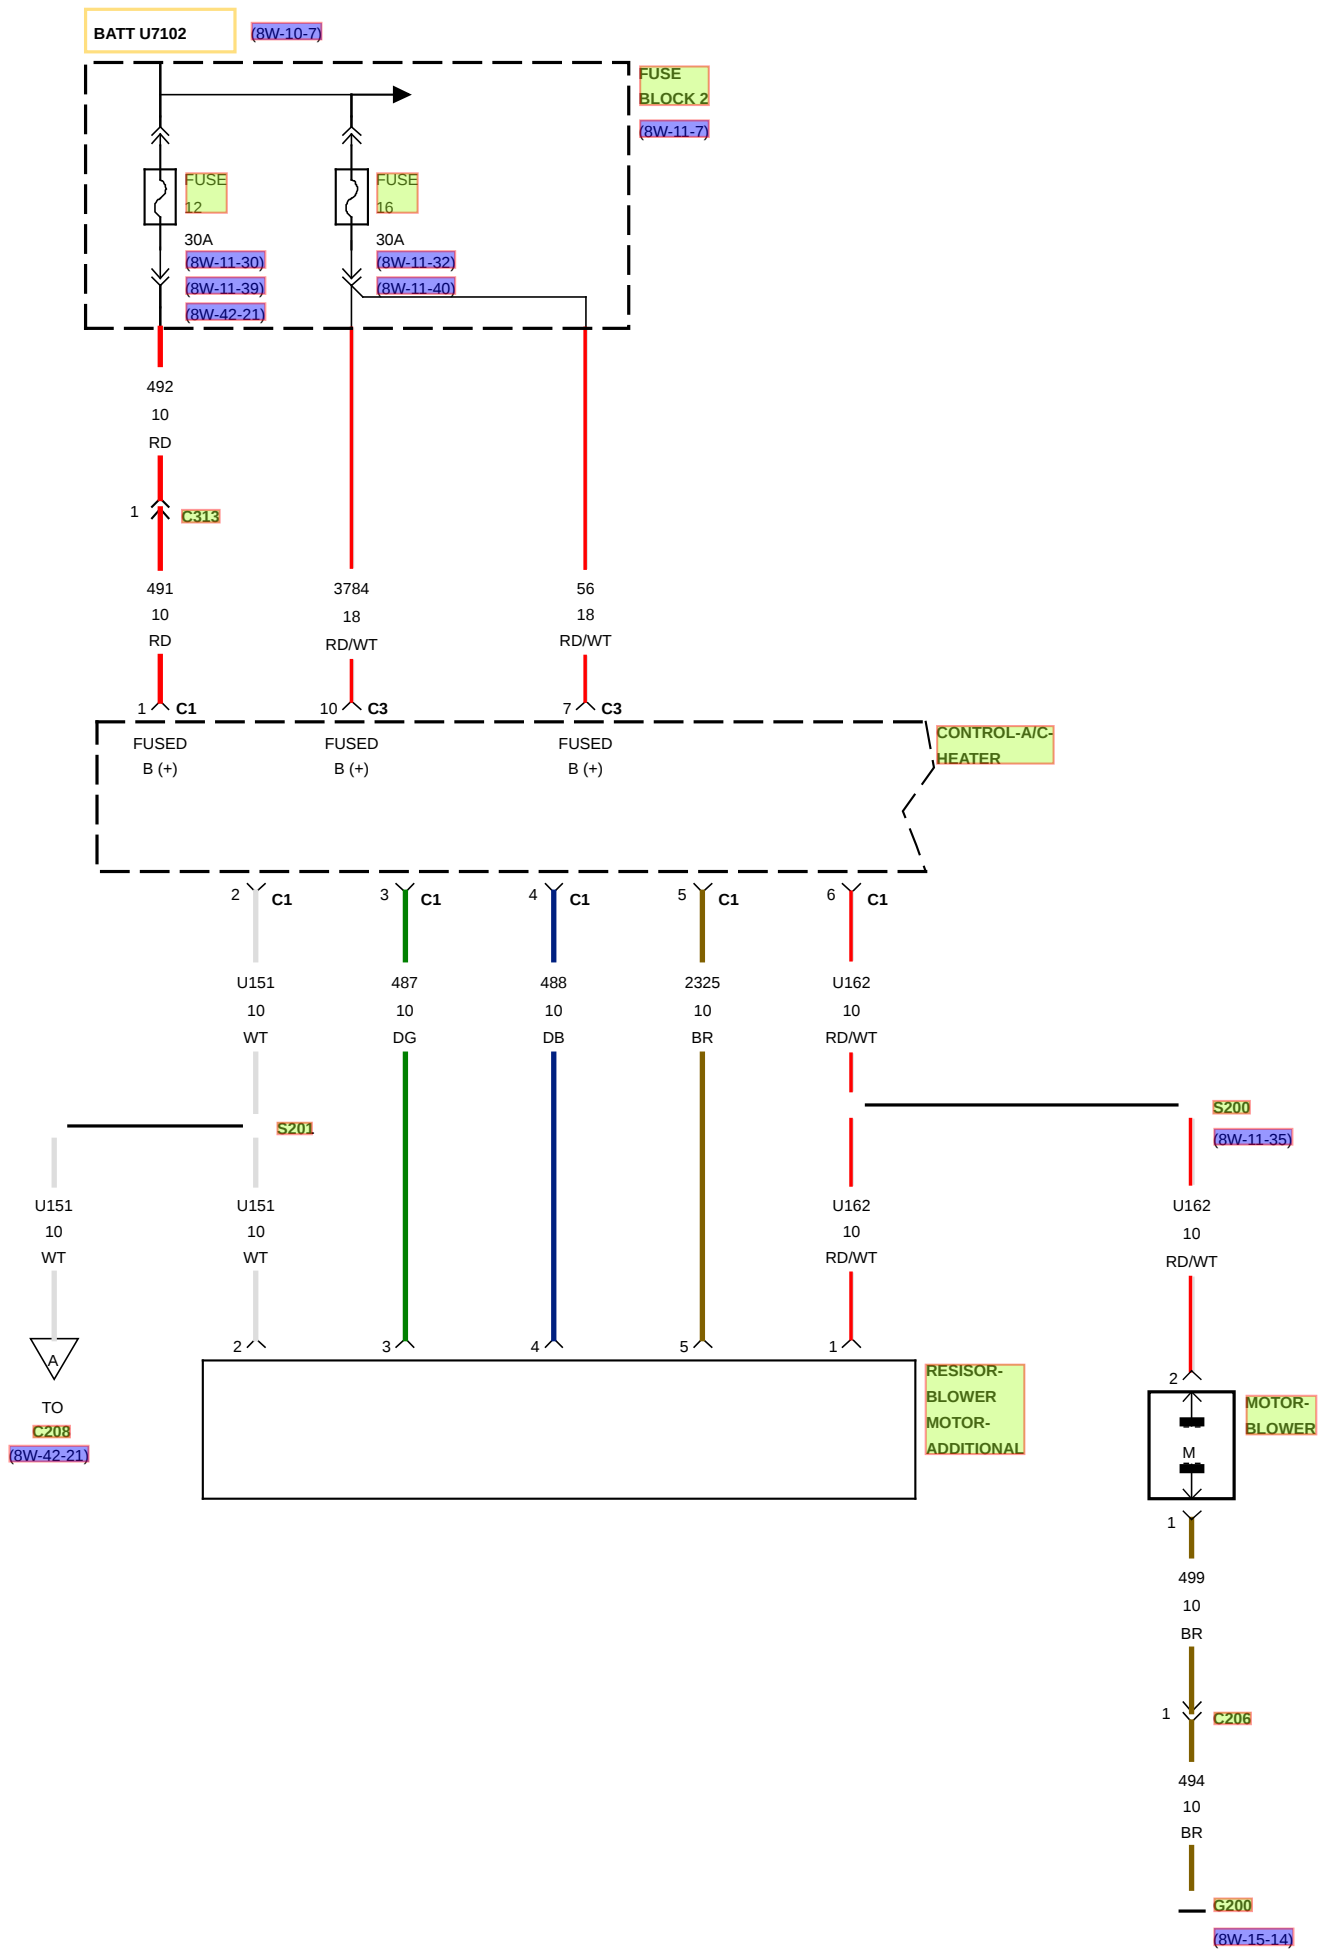 BATT U7102
(8W-10-7)
FUSE
BLOCK 2
(8W-11-7)
FUSE
12
30A
(8W-11-30)
(8W-11-39)
(8W-42-21)
FUSE
16
30A
(8W-11-32)
(8W-11-40)
492
10
RD
1
C313
491
10
RD
3784
18
RD/WT
56
18
RD/WT
1 C1
10 C3
7 C3
FUSED
B (+)
FUSED
B (+)
FUSED
B (+)
CONTROL-A/C-
HEATER
2 C1
3 C1
4 C1
5 C1
6 C1
U151
10
WT
487
10
DG
488
10
DB
2325
10
BR
U162
10
RD/WT
S201
S200
(8W-11-35)
U151
10
WT
U151
10
WT
U162
10
RD/WT
U162
10
RD/WT
A
TO
C208
(8W-42-21)
2
3
4
5
1
RESISOR-
BLOWER
MOTOR-
ADDITIONAL
2
M
MOTOR-
BLOWER
1
499
10
BR
1
C206
494
10
BR
G200
(8W-15-14)